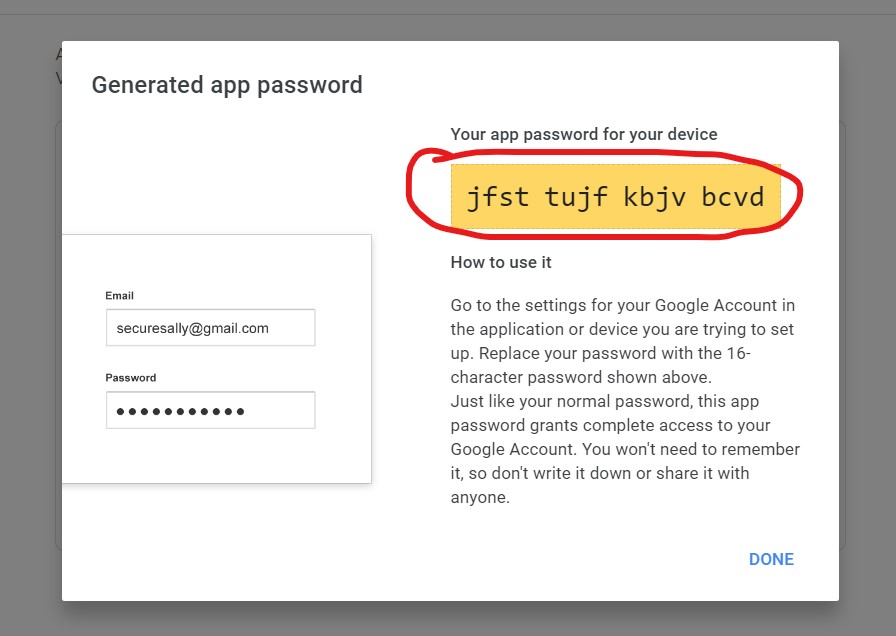 Generated app password
Your app password for your device
jfst tujf kbjv bcvd
How to use it
Email
securesally@gmail.com
Password
Go to the settings for your Google Account in
the application or device you are trying to set
up. Replace your password with the 16-
character password shown above.
Just like your normal password, this app
password grants complete access to your
Google Account. You won't need to remember
it, so don't write it down or share it with
anyone.
DONE